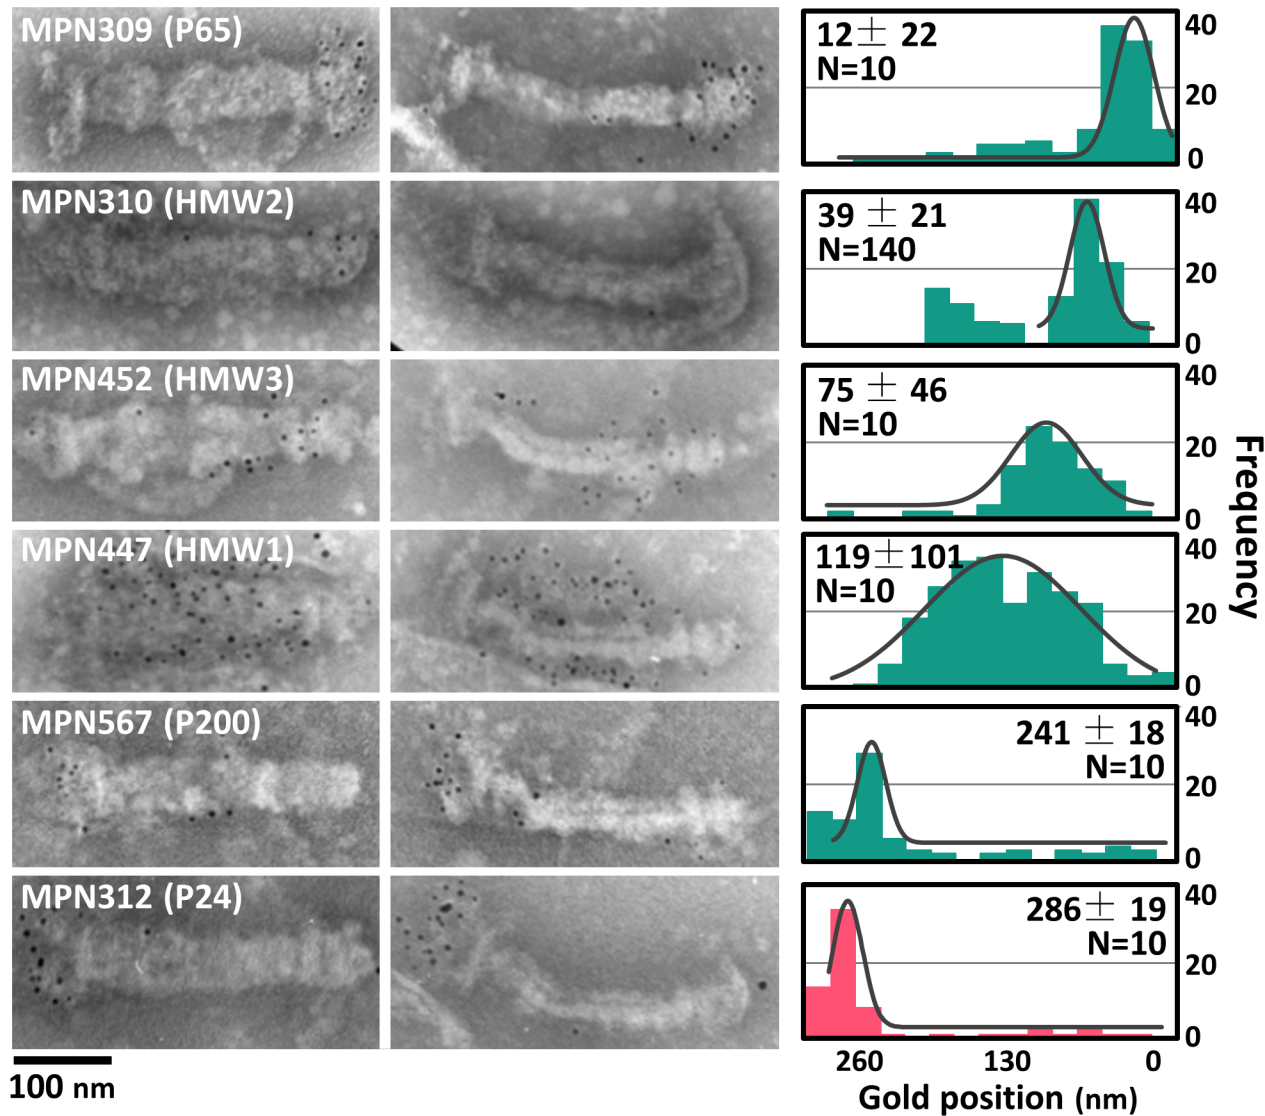 MPN309 (P65)
12 ± 22
N=10
40
20
0
MPN310 (HMW2)
39 ± 21
N=140
40
20
0
MPN452 (HMW3)
75 ± 46
N=10
40
20
0
MPN447 (HMW1)
119±101
N=10
40
20
0
MPN567 (P200)
241 ± 18
N=10
40
20
0
MPN312 (P24)
286± 19
N=10
40
20
0
Frequency
260 130 0
Gold position (nm)
100 nm